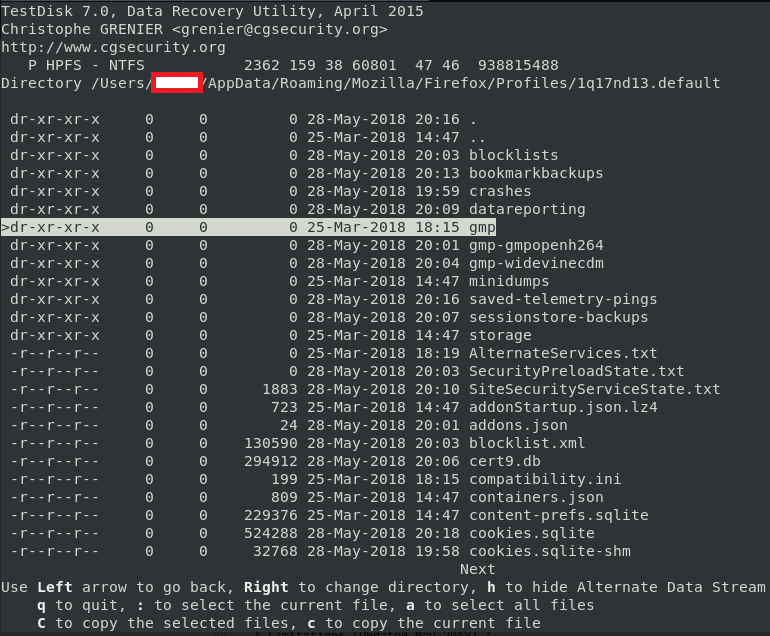 TestDisk 7.0, Data Recovery Utility, April 2015
Christophe GRENIER <grenier@cgsecurity.org>
http://www.cgsecurity.org
   P HPFS - NTFS           2362 159 38 60801  47 46  938815488
Directory /Users/      /AppData/Roaming/Mozilla/Firefox/Profiles/1q17nd13.default

 dr-xr-xr-x     0     0         0 28-May-2018 20:16 .
 dr-xr-xr-x     0     0         0 25-Mar-2018 14:47 ..
 dr-xr-xr-x     0     0         0 28-May-2018 20:03 blocklists
 dr-xr-xr-x     0     0         0 28-May-2018 20:13 bookmarkbackups
 dr-xr-xr-x     0     0         0 28-May-2018 19:59 crashes
 dr-xr-xr-x     0     0         0 28-May-2018 20:09 datareporting
>dr-xr-xr-x     0     0         0 25-Mar-2018 18:15 gmp
 dr-xr-xr-x     0     0         0 28-May-2018 20:01 gmp-gmpopenh264
 dr-xr-xr-x     0     0         0 28-May-2018 20:04 gmp-widevinecdm
 dr-xr-xr-x     0     0         0 25-Mar-2018 14:47 minidumps
 dr-xr-xr-x     0     0         0 28-May-2018 20:16 saved-telemetry-pings
 dr-xr-xr-x     0     0         0 28-May-2018 20:07 sessionstore-backups
 dr-xr-xr-x     0     0         0 25-Mar-2018 14:47 storage
 -r--r--r--     0     0         0 25-Mar-2018 18:19 AlternateServices.txt
 -r--r--r--     0     0         0 28-May-2018 20:03 SecurityPreloadState.txt
 -r--r--r--     0     0      1883 28-May-2018 20:10 SiteSecurityServiceState.txt
 -r--r--r--     0     0       723 25-Mar-2018 14:47 addonStartup.json.lz4
 -r--r--r--     0     0        24 28-May-2018 20:01 addons.json
 -r--r--r--     0     0    130590 28-May-2018 20:03 blocklist.xml
 -r--r--r--     0     0    294912 28-May-2018 20:06 cert9.db
 -r--r--r--     0     0       199 25-Mar-2018 18:15 compatibility.ini
 -r--r--r--     0     0       809 25-Mar-2018 14:47 containers.json
 -r--r--r--     0     0    229376 25-Mar-2018 14:47 content-prefs.sqlite
 -r--r--r--     0     0    524288 28-May-2018 20:18 cookies.sqlite
 -r--r--r--     0     0     32768 28-May-2018 19:58 cookies.sqlite-shm
                                                   Next
Use Left arrow to go back, Right to change directory, h to hide Alternate Data Stream
    q to quit, : to select the current file, a to select all files
    C to copy the selected files, c to copy the current file